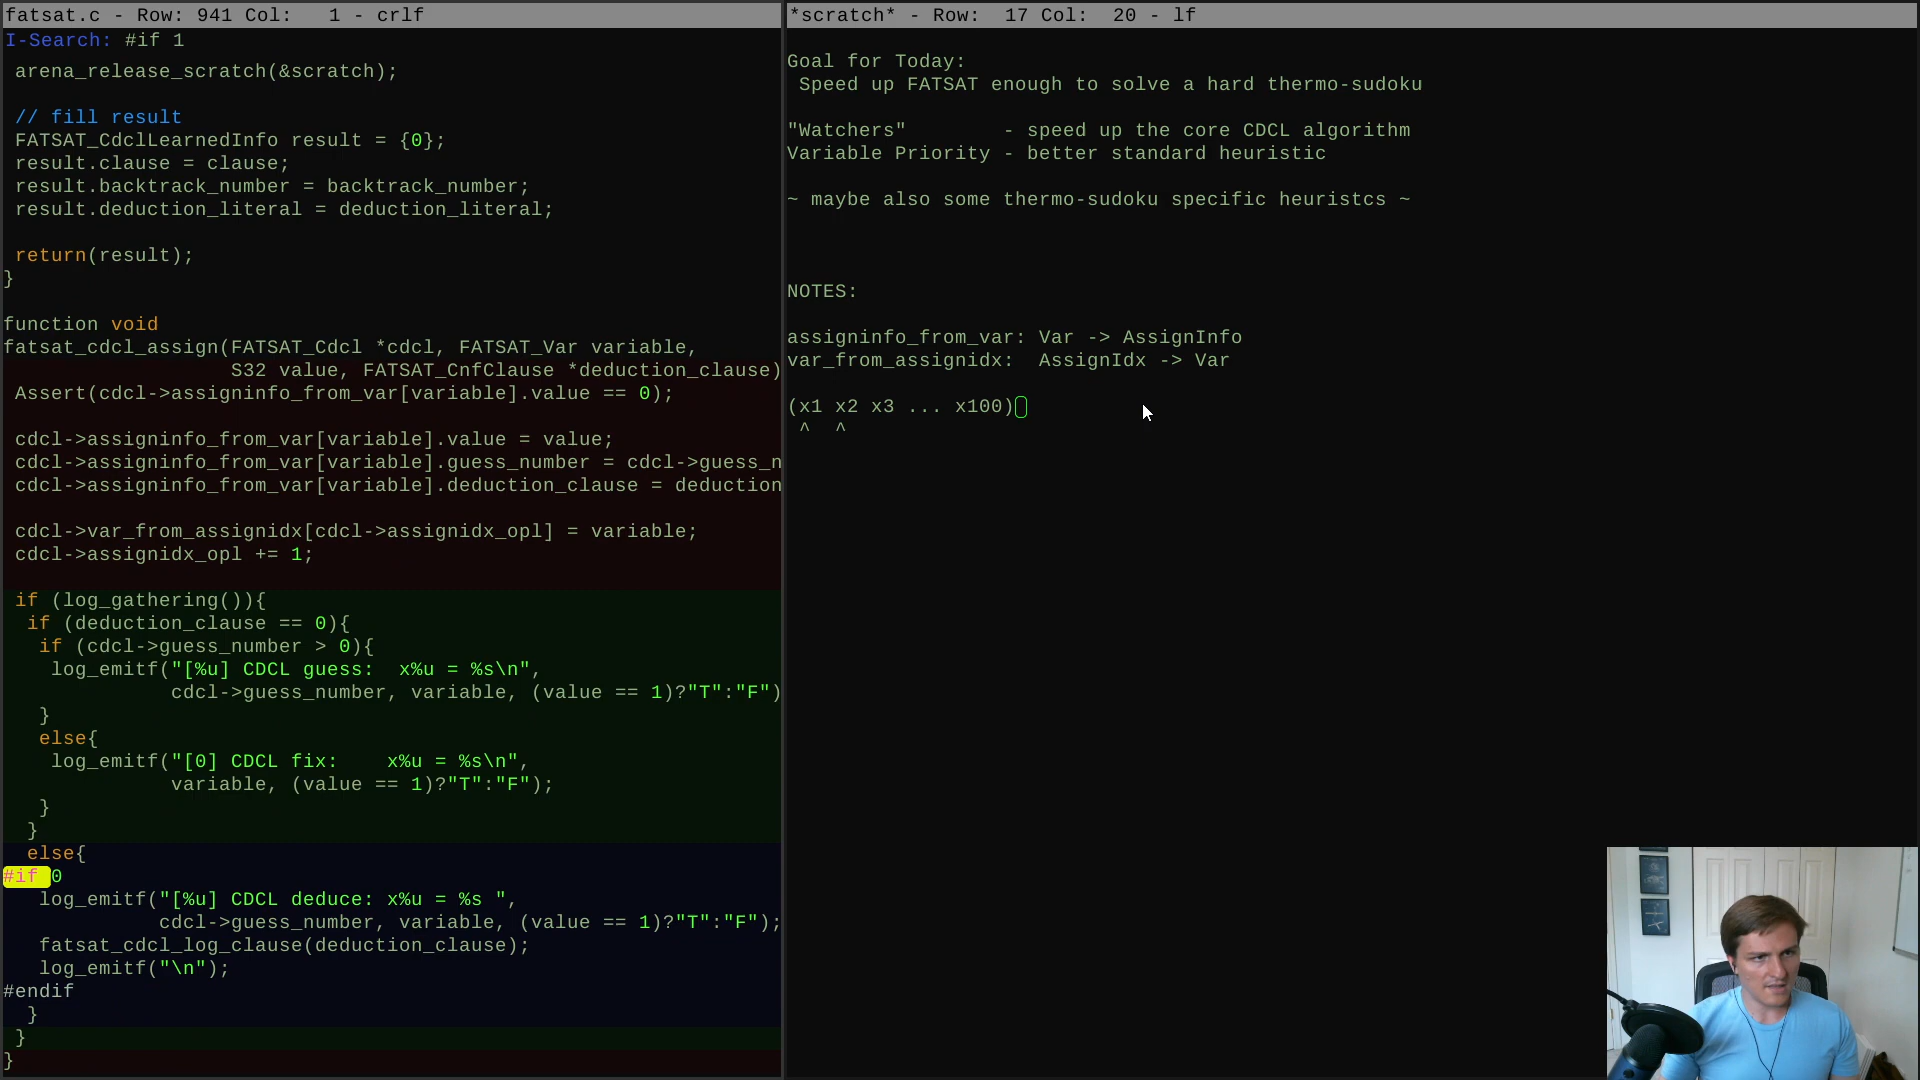 fatsat.c - Row: 941 Col:   1 - crlf
I-Search: #if 1
arena_release_scratch(&scratch);
// fill result
FATSAT_CdclLearnedInfo result = {0};
result.clause = clause;
result.backtrack_number = backtrack_number;
result.deduction_literal = deduction_literal;
return(result);
}
function void
fatsat_cdcl_assign(FATSAT_Cdcl *cdcl, FATSAT_Var variable,
S32 value, FATSAT_CnfClause *deduction_clause)
Assert(cdcl->assigninfo_from_var[variable].value == 0);
cdcl->assigninfo_from_var[variable].value = value;
cdcl->assigninfo_from_var[variable].guess_number = cdcl->guess_n
cdcl->assigninfo_from_var[variable].deduction_clause = deduction
cdcl->var_from_assignidx[cdcl->assignidx_opl] = variable;
cdcl->assignidx_opl += 1;
if (log_gathering()){
if (deduction_clause == 0){
if (cdcl->guess_number > 0){
log_emitf("[%u] CDCL guess:  x%u = %s\n",
cdcl->guess_number, variable, (value == 1)?"T":"F")
}
else{
log_emitf("[0] CDCL fix:    x%u = %s\n",
variable, (value == 1)?"T":"F");
}
}
else{
#if 0
log_emitf("[%u] CDCL deduce: x%u = %s ",
cdcl->guess_number, variable, (value == 1)?"T":"F");
fatsat_cdcl_log_clause(deduction_clause);
log_emitf("\n");
#endif
}
}
}
*scratch* - Row:  17 Col:  20 - lf
Goal for Today:
Speed up FATSAT enough to solve a hard thermo-sudoku
"Watchers"        - speed up the core CDCL algorithm
Variable Priority - better standard heuristic
~ maybe also some thermo-sudoku specific heuristcs ~
NOTES:
assigninfo_from_var: Var -> AssignInfo
var_from_assignidx:  AssignIdx -> Var
(x1 x2 x3 ... x100)
^  ^